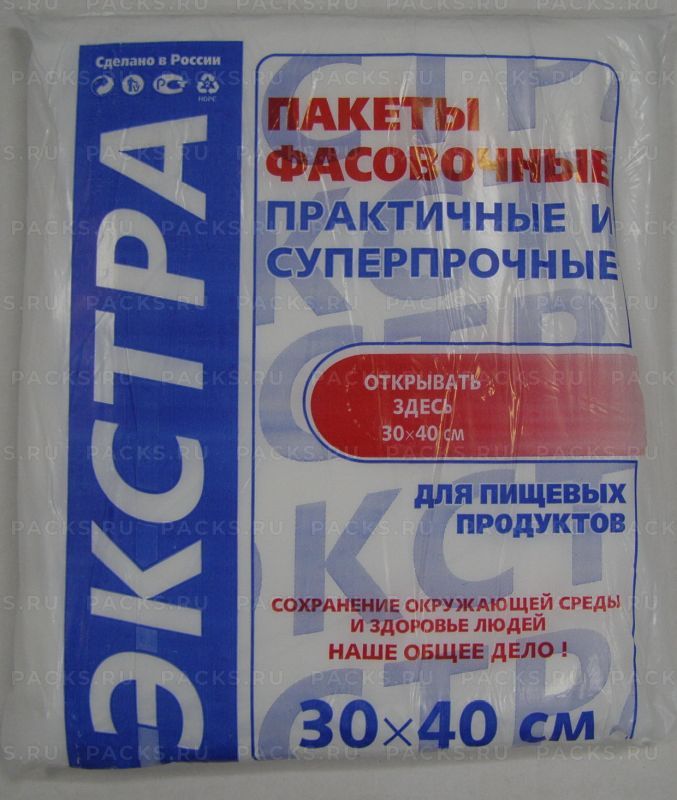 Сделано в России
HDPE
ЭКСТРА
ПАКЕТЫ
ФАСОВОЧНЫЕ
ПРАКТИЧНЫЕ И
СУПЕРПРОЧНЫЕ
ОТКРЫВАТЬ
ЗДЕСЬ
30×40 см
ДЛЯ ПИЩЕВЫХ
ПРОДУКТОВ
СОХРАНЕНИЕ ОКРУЖАЮЩЕЙ СРЕДЫ
И ЗДОРОВЬЕ ЛЮДЕЙ
НАШЕ ОБЩЕЕ ДЕЛО !
30×40 см
PACKS.RU